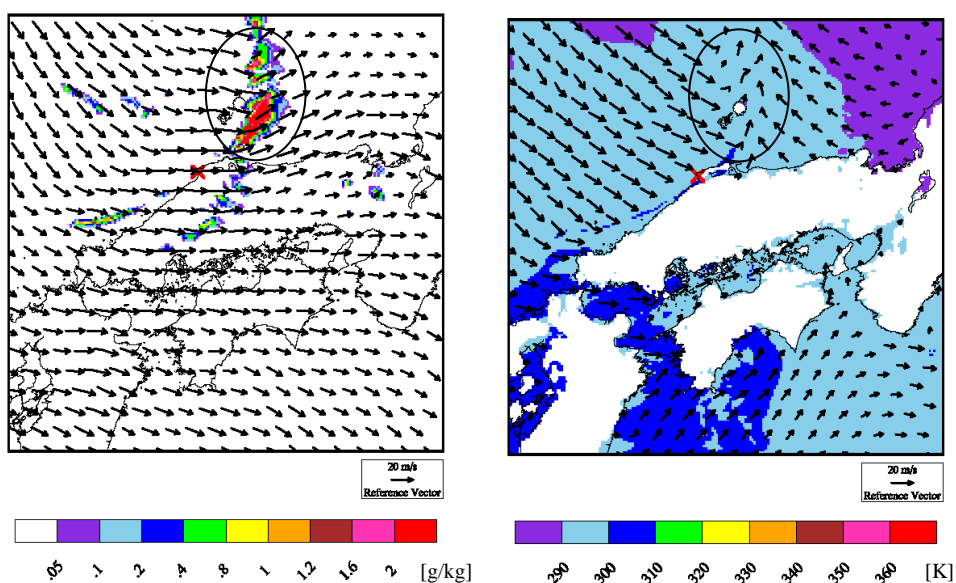 20 m/s
Reference Vector
20 m/s
Reference Vector
.05 .1 .2 .4 .8 1 1.2 1.6 2 [g/kg]
290 300 310 320 330 340 350 360 [K]